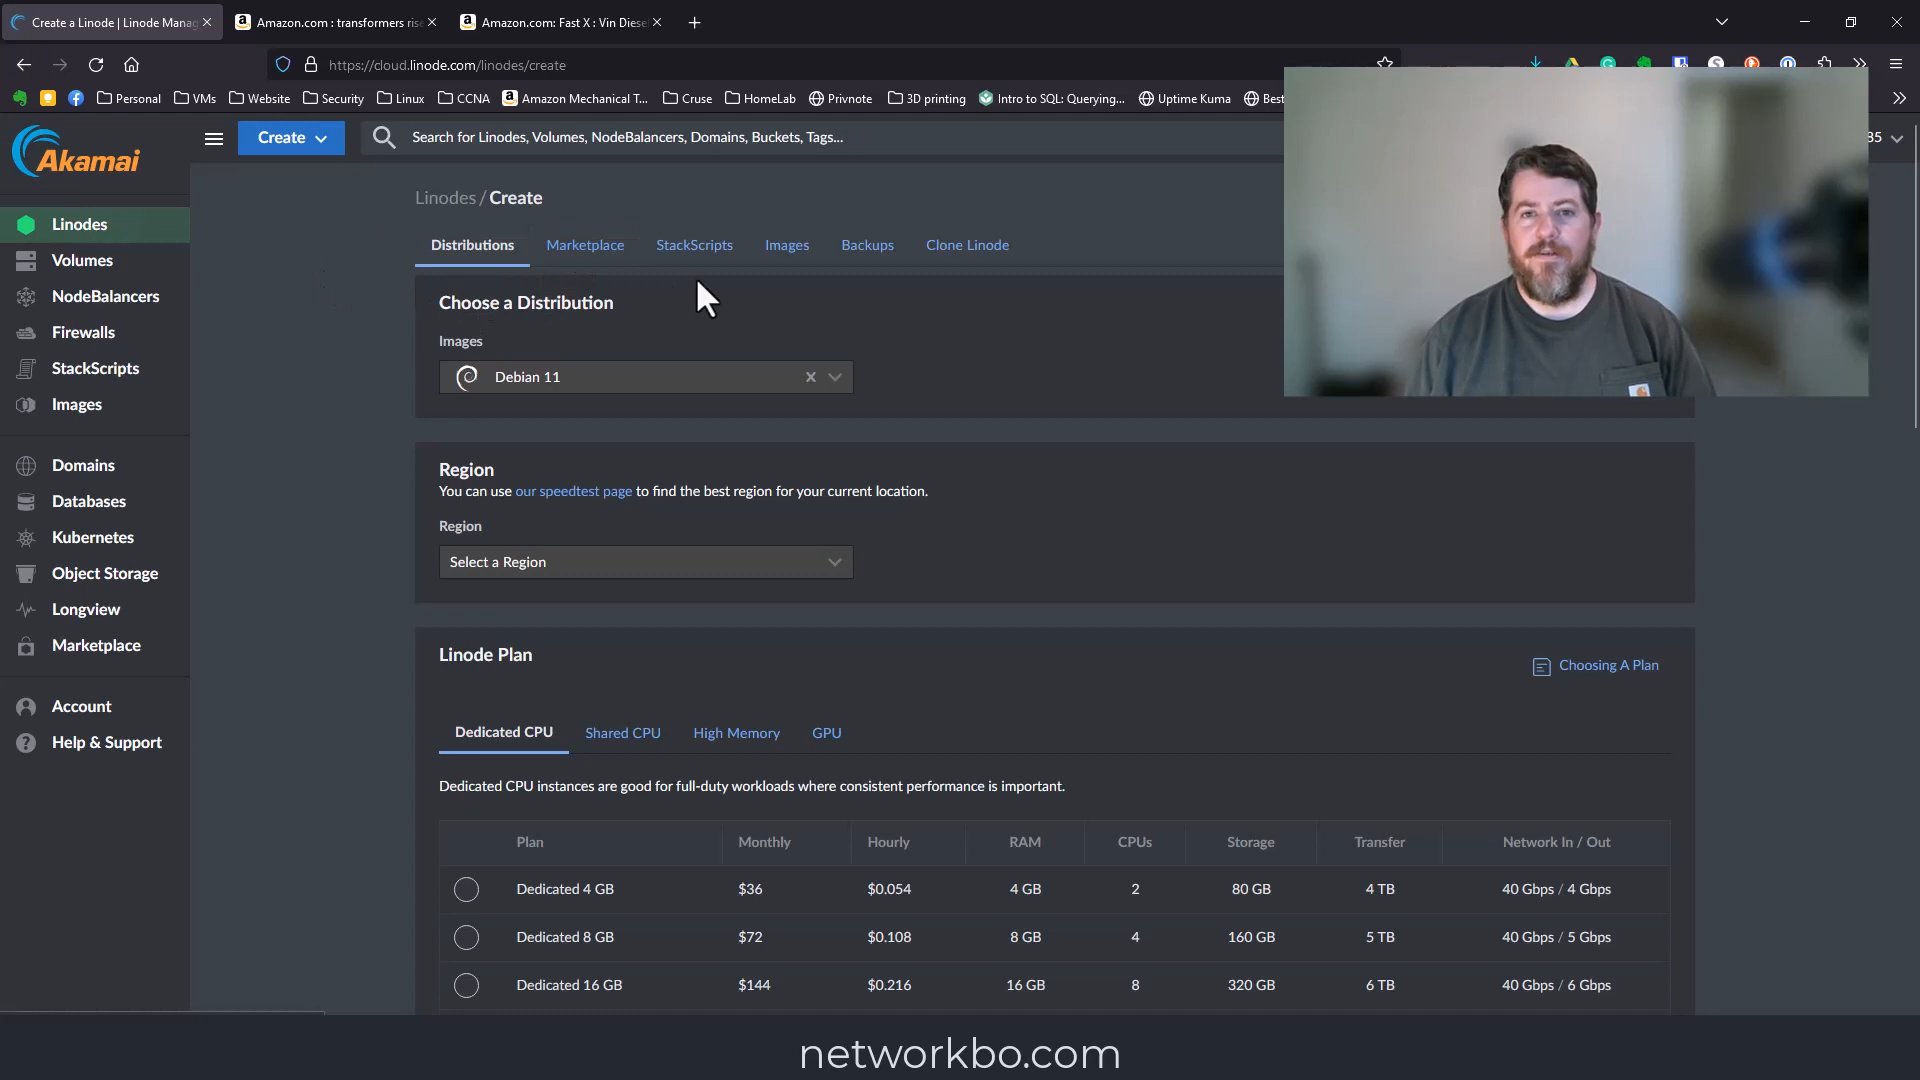 Create a Linode | Linode Manag
Amazon.com : transformers rise
Amazon.com: Fast X : Vin Diese
https://cloud.linode.com/linodes/create
Personal
VMs
Website
Security
Linux
CCNA
Amazon Mechanical T...
Cruse
HomeLab
Privnote
3D printing
Intro to SQL: Querying,...
Uptime Kuma
Best
Akamai
Create
Search for Linodes, Volumes, NodeBalancers, Domains, Buckets, Tags...
35
Linodes
Volumes
NodeBalancers
Firewalls
StackScripts
Images
Domains
Databases
Kubernetes
Object Storage
Longview
Marketplace
Account
Help & Support
Linodes / Create
Distributions Marketplace StackScripts Images Backups Clone Linode
Choose a Distribution
Images
Debian 11
Region
You can use our speedtest page to find the best region for your current location.
Region
Select a Region
Linode Plan
Choosing A Plan
Dedicated CPU Shared CPU High Memory GPU
Dedicated CPU instances are good for full-duty workloads where consistent performance is important.
Plan Monthly Hourly RAM CPUs Storage Transfer Network In / Out
Dedicated 4 GB $36 $0.054 4 GB 2 80 GB 4 TB 40 Gbps / 4 Gbps
Dedicated 8 GB $72 $0.108 8 GB 4 160 GB 5 TB 40 Gbps / 5 Gbps
Dedicated 16 GB $144 $0.216 16 GB 8 320 GB 6 TB 40 Gbps / 6 Gbps
networkbo.com